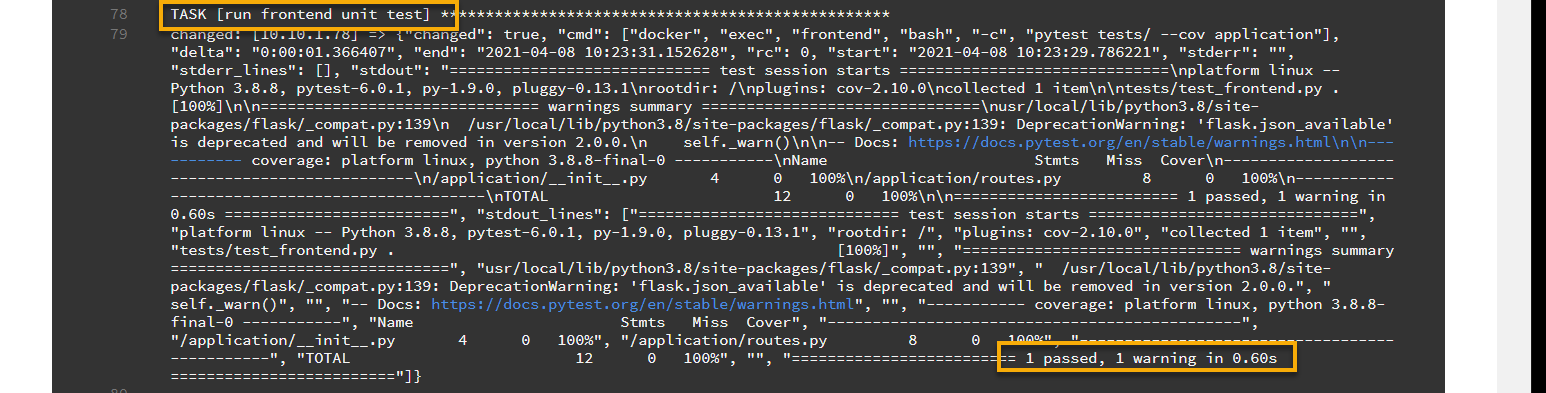 78 TASK [run frontend unit test] **************************************************
79 changed: [10.10.1.78] => {"changed": true, "cmd": ["docker", "exec", "frontend", "bash", "-c", "pytest tests/ --cov application"],
"delta": "0:00:01.366407", "end": "2021-04-08 10:23:31.152628", "rc": 0, "start": "2021-04-08 10:23:29.786221", "stderr": "",
"stderr_lines": [], "stdout": "============================= test session starts ==============================\nplatform linux --
Python 3.8.8, pytest-6.0.1, py-1.9.0, pluggy-0.13.1\nrootdir: /\nplugins: cov-2.10.0\ncollected 1 item\n\ntests/test_frontend.py .
[100%]\n\n=============================== warnings summary ===============================\nusr/local/lib/python3.8/site-
packages/flask/_compat.py:139\n  /usr/local/lib/python3.8/site-packages/flask/_compat.py:139: DeprecationWarning: 'flask.json_available'
is deprecated and will be removed in version 2.0.0.\n    self._warn()\n\n-- Docs: https://docs.pytest.org/en/stable/warnings.html\n\n---
-------- coverage: platform linux, python 3.8.8-final-0 -----------\nName                       Stmts   Miss  Cover\n-------------------
---------------------------\n/application/__init__.py       4      0   100%\n/application/routes.py         8      0   100%\n-----------
-----------------------------------\nTOTAL                         12      0   100%\n\n========================= 1 passed, 1 warning in
0.60s =========================", "stdout_lines": ["============================= test session starts ==============================",
"platform linux -- Python 3.8.8, pytest-6.0.1, py-1.9.0, pluggy-0.13.1", "rootdir: /", "plugins: cov-2.10.0", "collected 1 item", "",
"tests/test_frontend.py .                                                 [100%]", "", "=============================== warnings summary
===============================", "usr/local/lib/python3.8/site-packages/flask/_compat.py:139", "  /usr/local/lib/python3.8/site-
packages/flask/_compat.py:139: DeprecationWarning: 'flask.json_available' is deprecated and will be removed in version 2.0.0.", "
self._warn()", "", "-- Docs: https://docs.pytest.org/en/stable/warnings.html", "", "----------- coverage: platform linux, python 3.8.8-
final-0 -----------", "Name                       Stmts   Miss  Cover", "----------------------------------------------",
"/application/__init__.py       4      0   100%", "/application/routes.py         8      0   100%", "-----------------------------------
-----------", "TOTAL                         12      0   100%", "", "========================= 1 passed, 1 warning in 0.60s
========================="]}